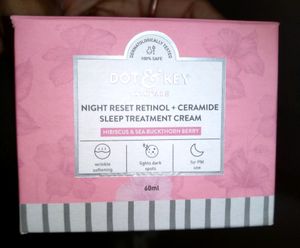 DERMATOLOGICALLY TESTED
100% SAFE
DOT & KEY
SKINCARE
NIGHT RESET RETINOL + CERAMIDE
SLEEP TREATMENT CREAM
HIBISCUS & SEA BUCKTHORN BERRY
wrinkle
softening
lights dark
spots
for PM
use
60ml